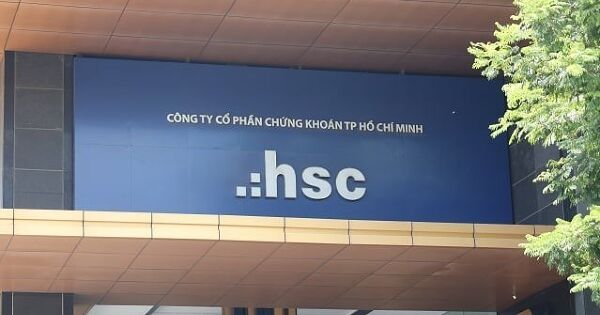 CÔNG TY CỔ PHẦN CHỨNG KHOÁN TP HỒ CHÍ MINH
.:hsc